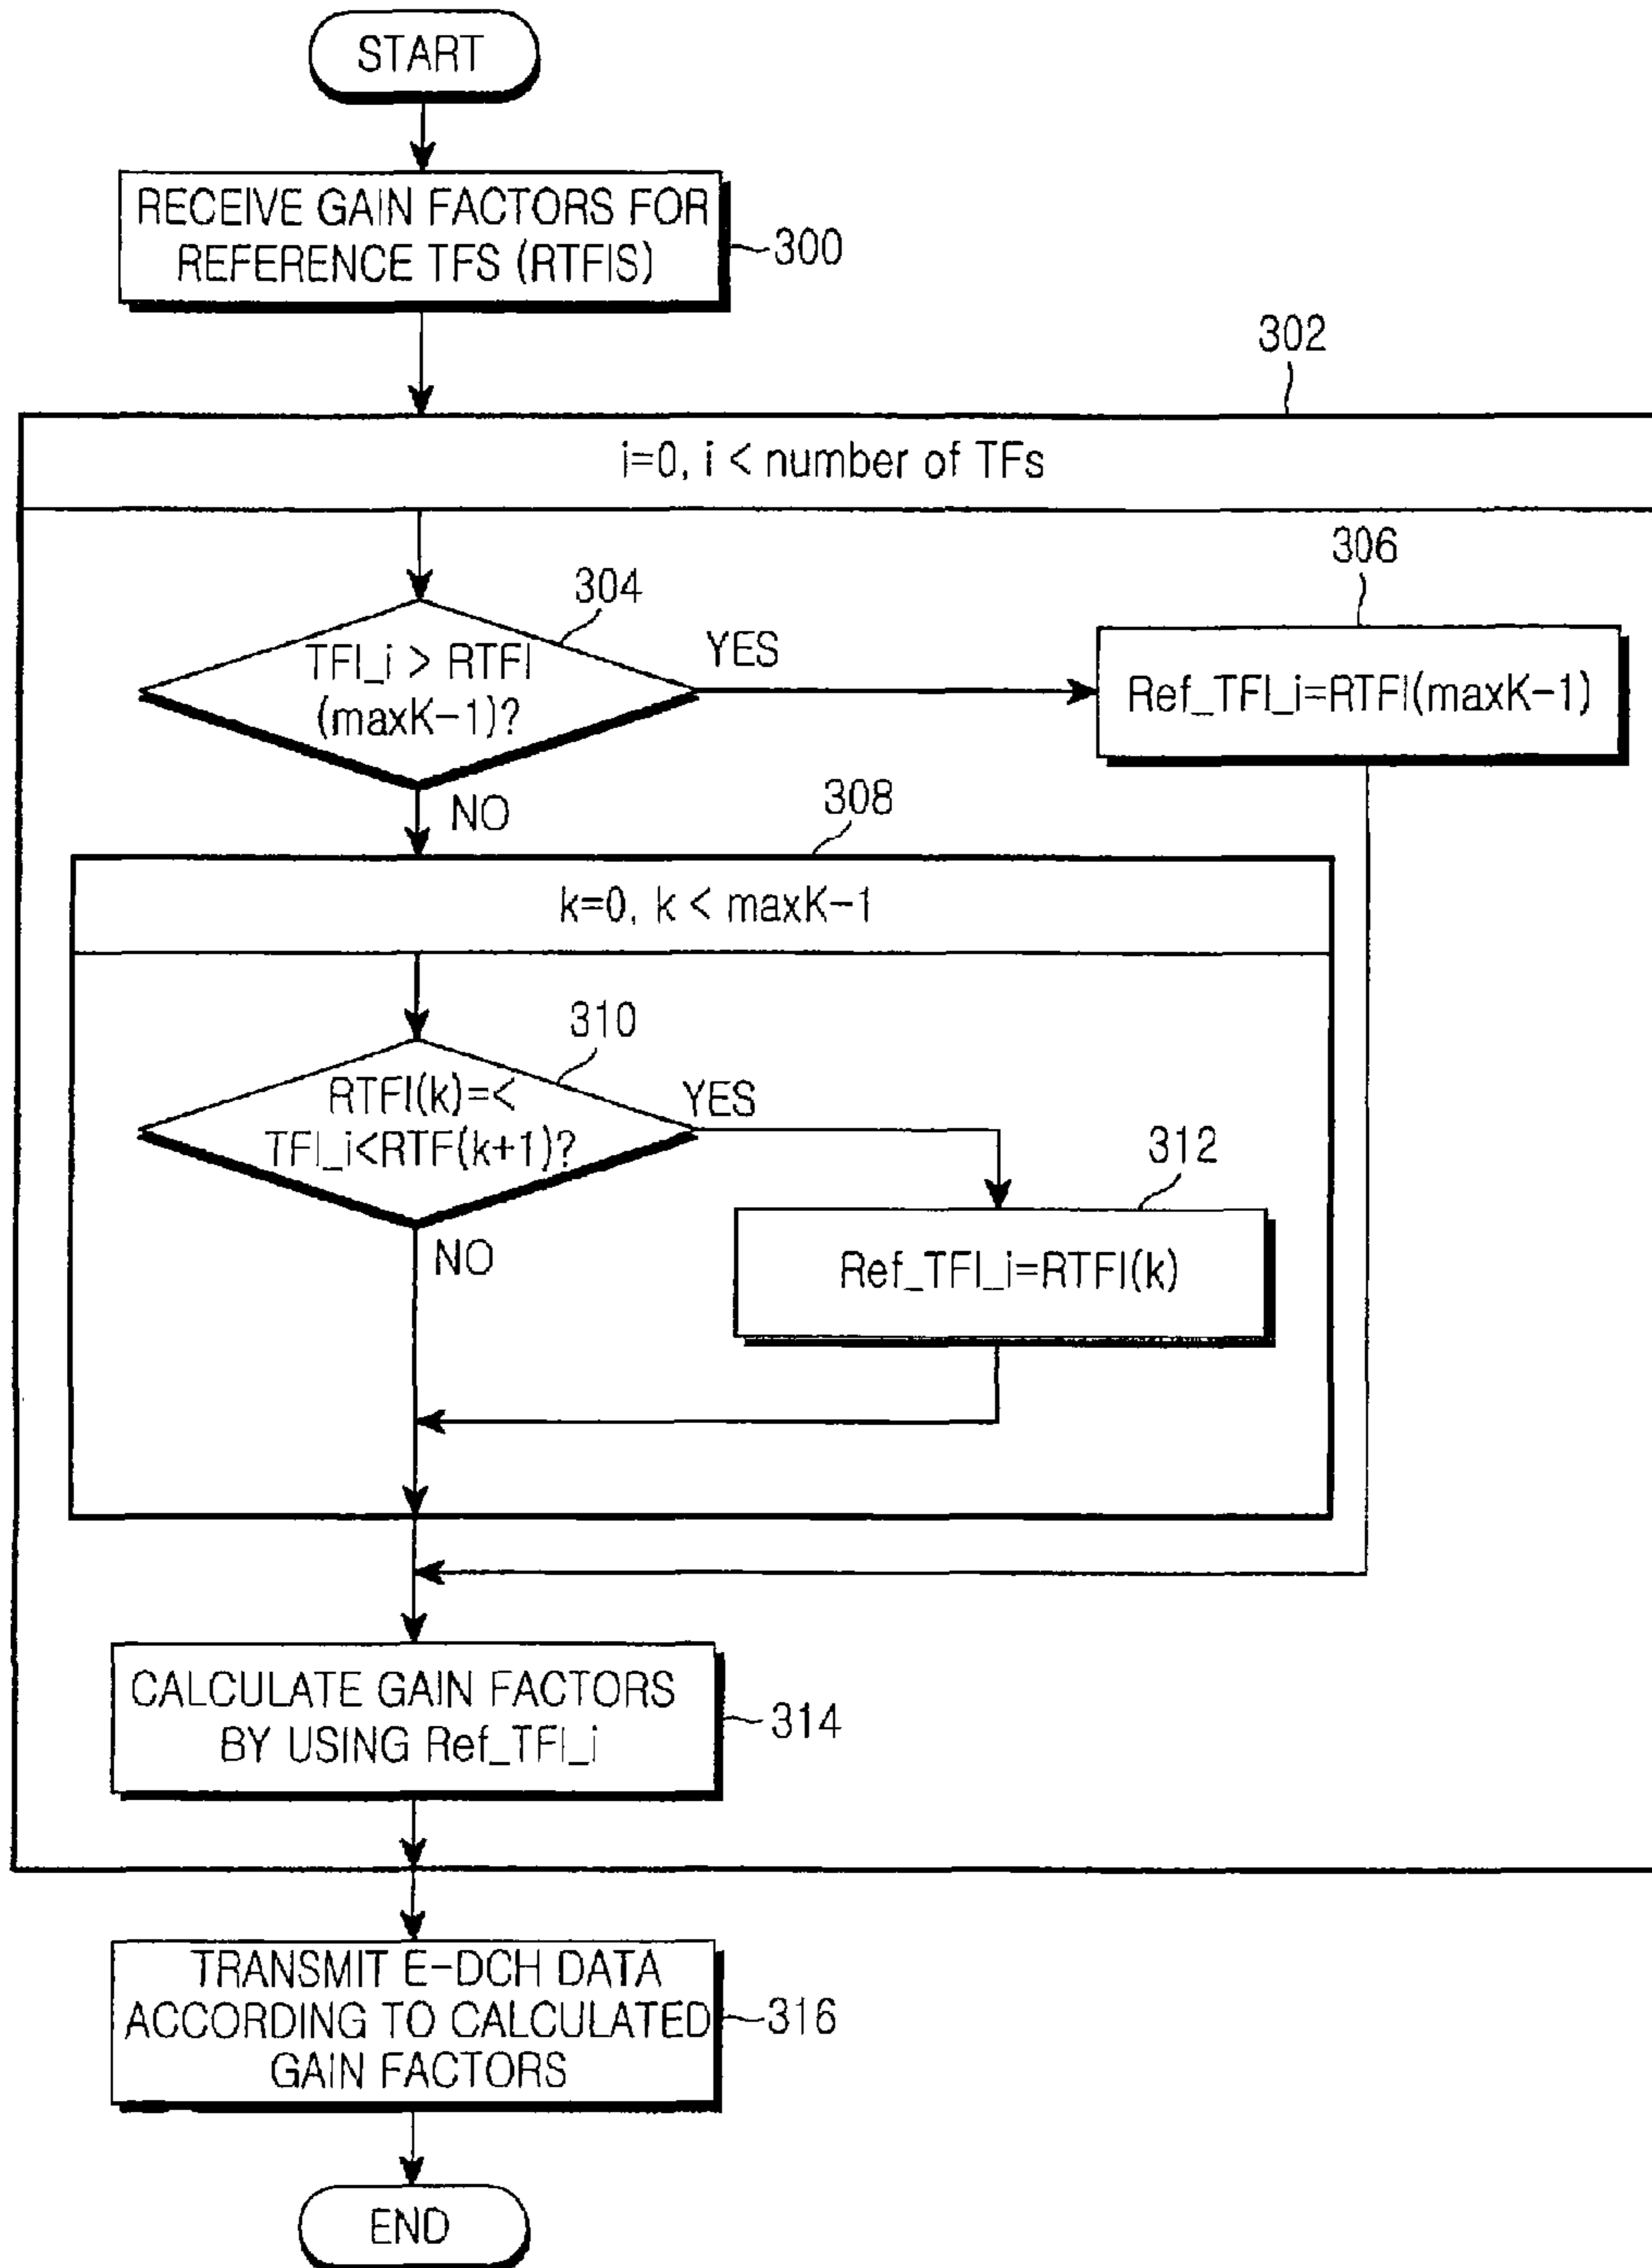 START
RECEIVE GAIN FACTORS FOR
REFERENCE TFS (RTFIS)
300
302
i=0, i < number of TFs
304
306
TFI_i > RTFI
(maxK-1)?
YES
Ref_TFI_i=RTFI(maxK-1)
NO
308
k=0, k < maxK-1
310
RTFI(k)=<
TFI_i<RTF(k+1)?
YES
312
NO
Ref_TFI_i=RTFI(k)
CALCULATE GAIN FACTORS
BY USING Ref_TFI_i
314
TRANSMIT E-DCH DATA
ACCORDING TO CALCULATED
GAIN FACTORS
316
END